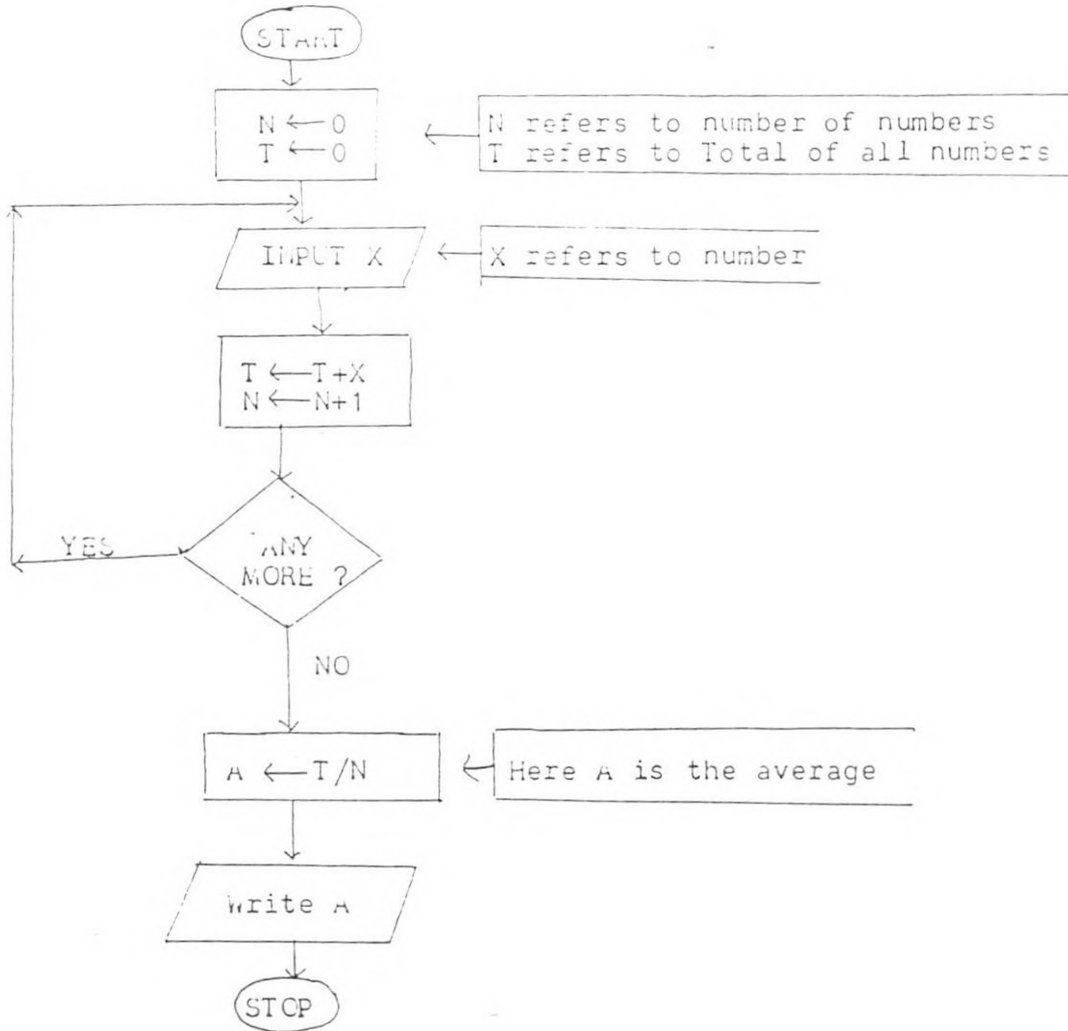 START
N ← 0
T ← 0
N refers to number of numbers
T refers to Total of all numbers
INPUT X
X refers to number
T ← T+X
N ← N+1
ANY
MORE ?
YES
NO
A ← T/N
Here A is the average
Write A
STOP